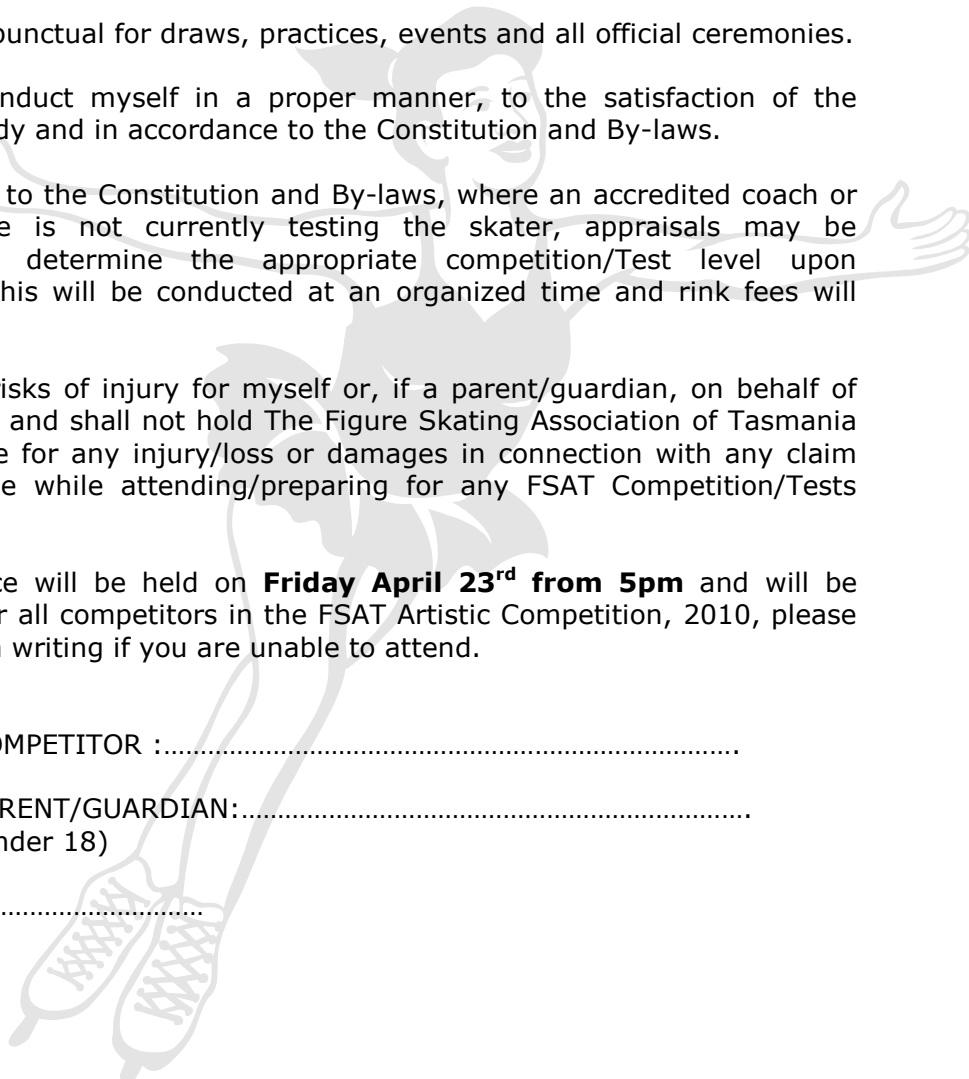 punctual for draws, practices, events and all official ceremonies.
nduct myself in a proper manner, to the satisfaction of the
dy and in accordance to the Constitution and By-laws.
to the Constitution and By-laws, where an accredited coach or
e is not currently testing the skater, appraisals may be
determine the appropriate competition/Test level upon
his will be conducted at an organized time and rink fees will
risks of injury for myself or, if a parent/guardian, on behalf of
and shall not hold The Figure Skating Association of Tasmania
e for any injury/loss or damages in connection with any claim
e while attending/preparing for any FSAT Competition/Tests
ce will be held on Friday April 23rd from 5pm and will be
r all competitors in the FSAT Artistic Competition, 2010, please
n writing if you are unable to attend.
OMPETITOR :…………………………………………………………………….
RENT/GUARDIAN:…………………………………………………………….
nder 18)
………………………